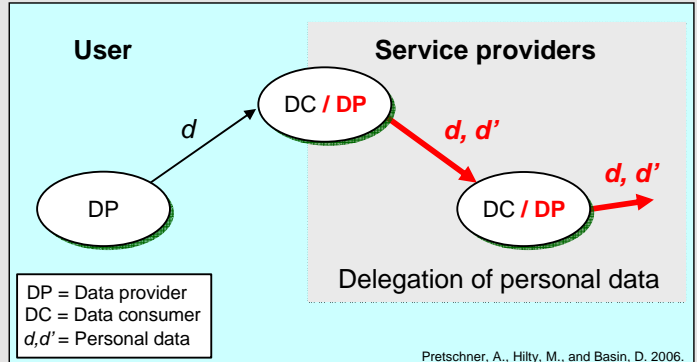 User
Service providers
DC / DP
d
d, d’
d, d’
DP
DC / DP
Delegation of personal data
DP = Data provider
DC = Data consumer
d,d’ = Personal data
Pretschner, A., Hilty, M., and Basin, D. 2006.